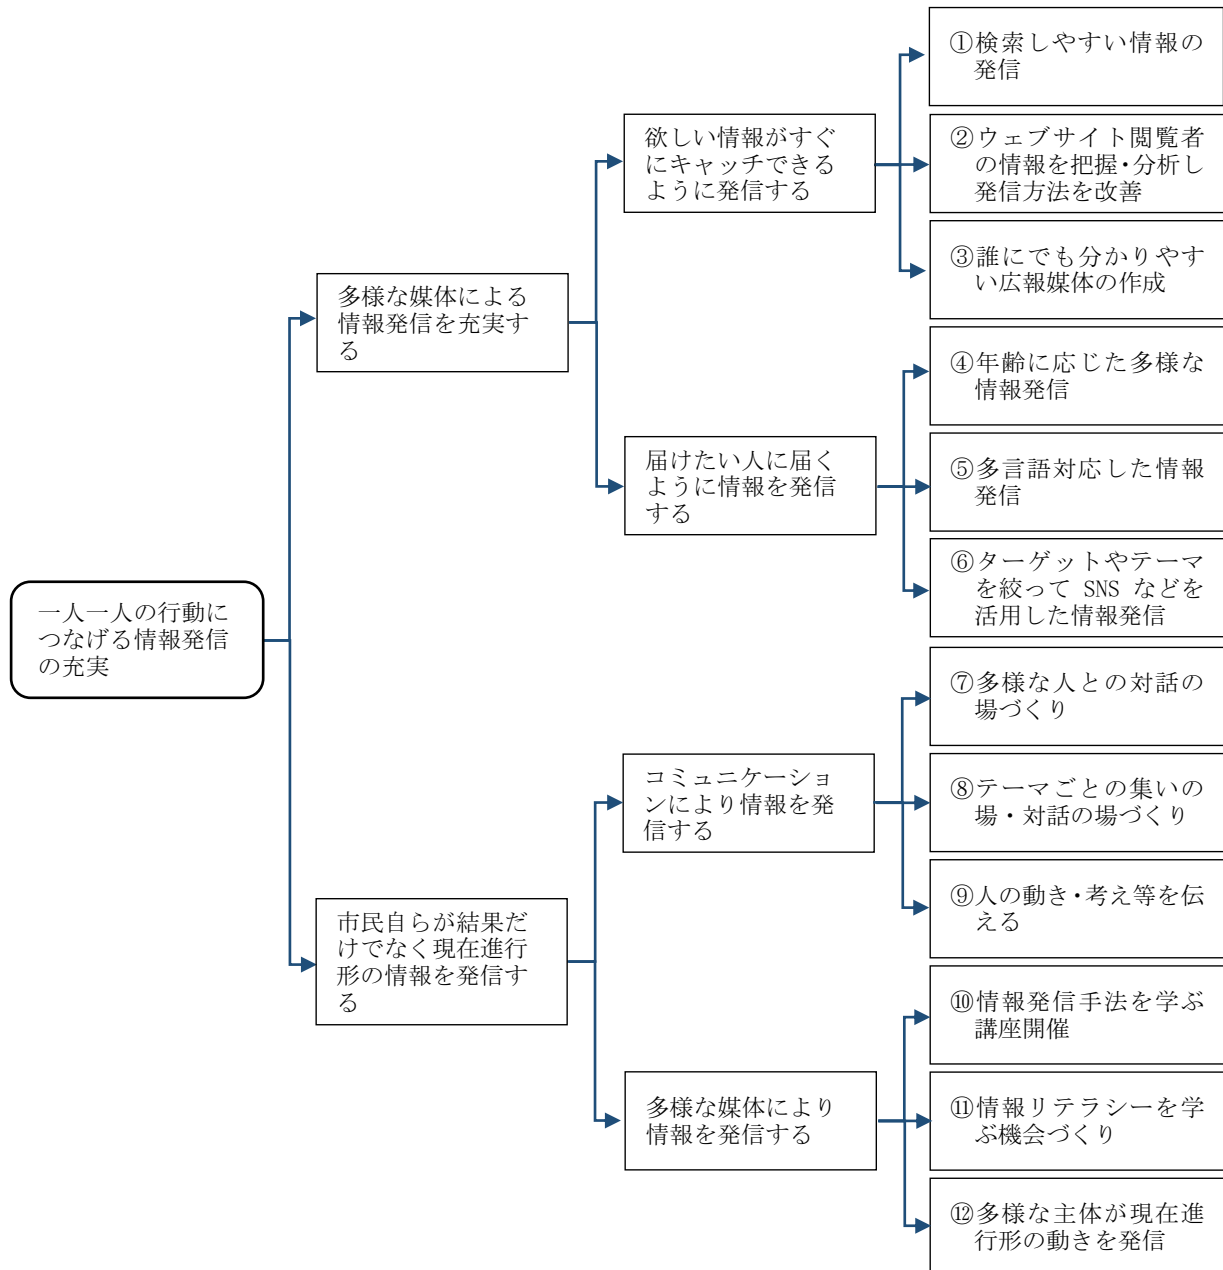 一人一人の行動に
つなげる情報発信
の充実
多様な媒体による
情報発信を充実す
る
欲しい情報がすぐ
にキャッチできる
ように発信する
①検索しやすい情報の
発信
②ウェブサイト閲覧者
の情報を把握・分析し
発信方法を改善
③誰にでも分かりやす
い広報媒体の作成
届けたい人に届く
ように情報を発信
する
④年齢に応じた多様な
情報発信
⑤多言語対応した情報
発信
⑥ターゲットやテーマ
を絞って SNS などを
活用した情報発信
市民自らが結果だ
けでなく現在進行
形の情報を発信す
る
コミュニケーショ
ンにより情報を発
信する
⑦多様な人との対話の
場づくり
⑧テーマごとの集いの
場・対話の場づくり
⑨人の動き・考え等を伝
える
多様な媒体により
情報を発信する
⑩情報発信手法を学ぶ
講座開催
⑪情報リテラシーを学
ぶ機会づくり
⑫多様な主体が現在進
行形の動きを発信